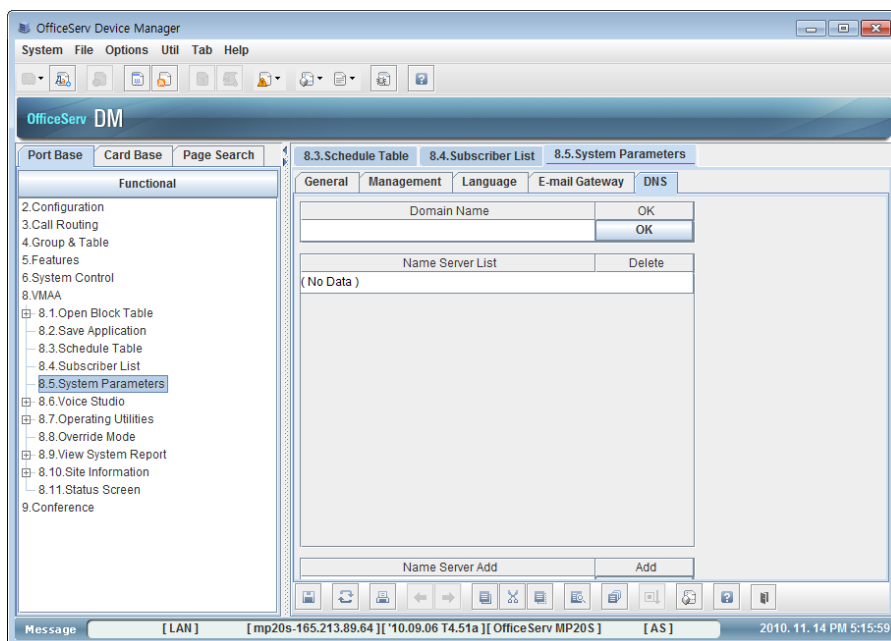 OfficeServ Device Manager
System File Options Util Tab Help
OfficeServ DM
Port Base Card Base Page Search
Functional
2.Configuration
3.Call Routing
4.Group & Table
5.Features
6.System Control
8.VMAA
8.1.Open Block Table
8.2.Save Application
8.3.Schedule Table
8.4.Subscriber List
8.5.System Parameters
8.6.Voice Studio
8.7.Operating Utilities
8.8.Override Mode
8.9.View System Report
8.10.Site Information
8.11.Status Screen
9.Conference
8.3.Schedule Table 8.4.Subscriber List 8.5.System Parameters
General Management Language E-mail Gateway DNS
Domain Name OK
OK
Name Server List Delete
( No Data )
Name Server Add Add
Message [ LAN ] [ mp20s-165.213.89.64 ][ '10.09.06 T4.51a ][ OfficeServ MP20S ] [ AS ] 2010. 11. 14 PM 5:15:59